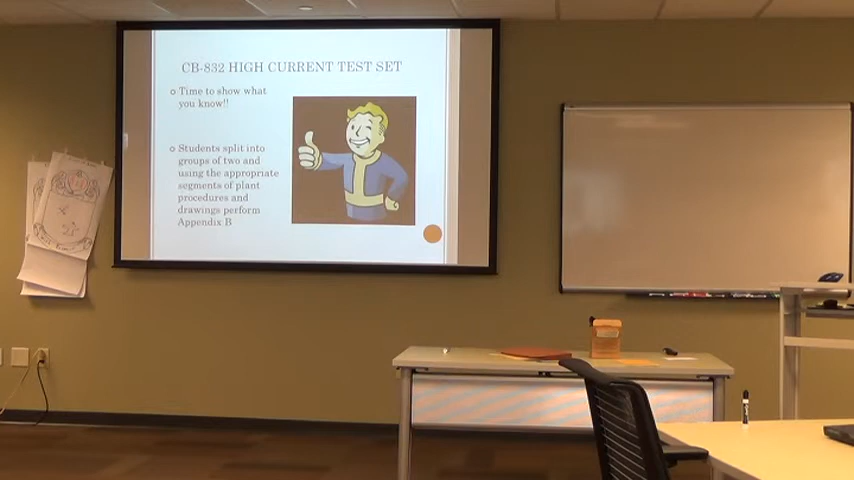 CB-832 HIGH CURRENT TEST SET
Time to show what
you know!!
Students split into
groups of two and
using the appropriate
segments of plant
procedures and
drawings perform
Appendix B